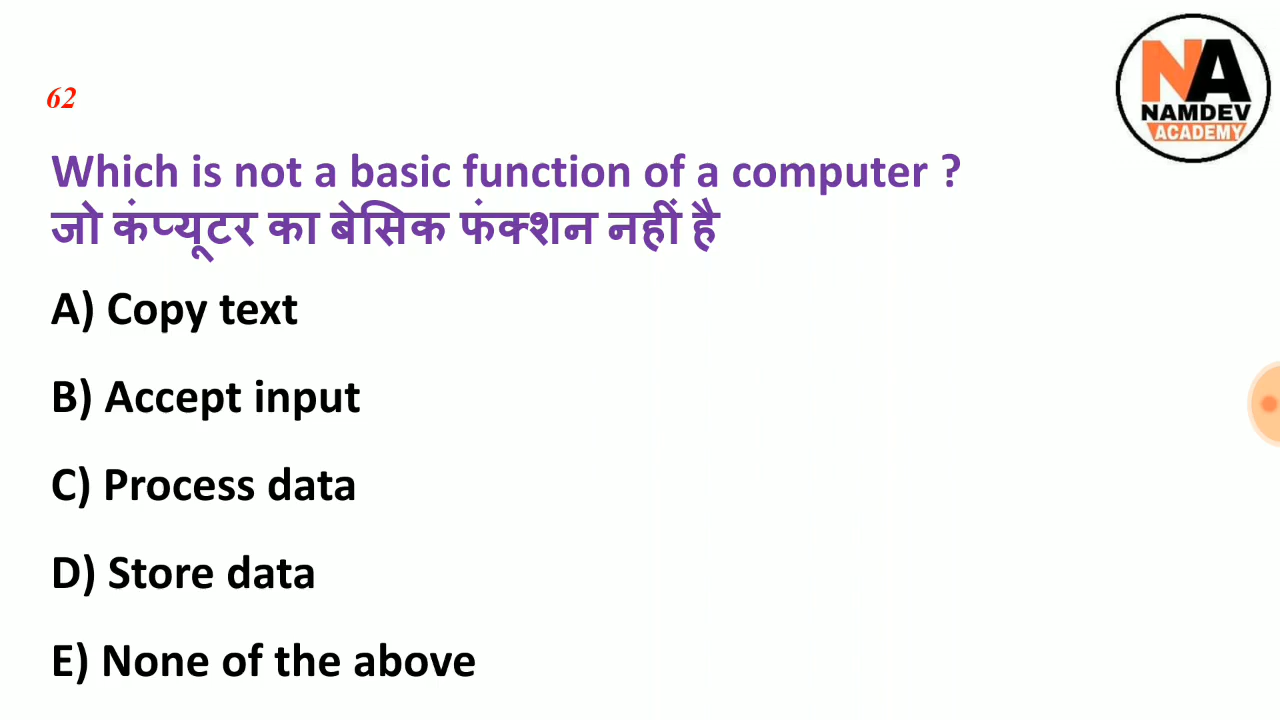 NA
NAMDEV
ACADEMY
62
Which is not a basic function of a computer ?
जो कंप्यूटर का बेसिक फंक्शन नहीं है
A) Copy text
B) Accept input
C) Process data
D) Store data
E) None of the above